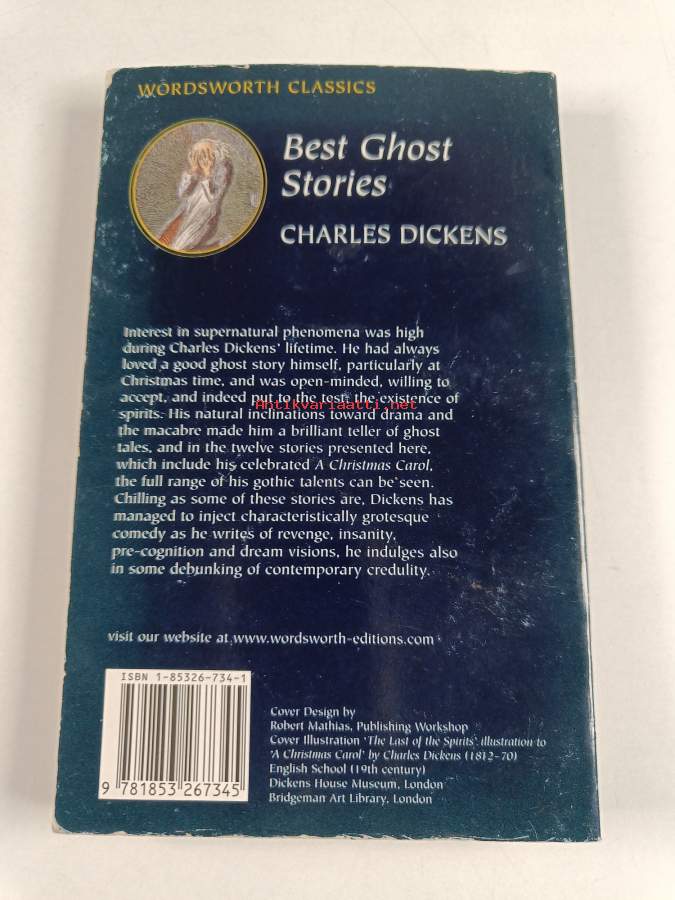 WORDSWORTH CLASSICS
Best Ghost
Stories
CHARLES DICKENS
Interest in supernatural phenomena was high
during Charles Dickens' lifetime. He had always
loved a good ghost story himself, particularly at
Christmas time, and was open-minded, willing to
accept, and indeed put to the test, the existence of
Antikvariaatti.net
spirits. His natural inclinations toward drama and
the macabre made him a brilliant teller of ghost
tales, and in the twelve stories presented here,
which include his celebrated A Christmas Carol,
the full range of his gothic talents can be seen.
Chilling as some of these stories are, Dickens has
managed to inject characteristically grotesque
comedy as he writes of revenge, insanity,
pre-cognition and dream visions, he indulges also
in some debunking of contemporary credulity.
visit our website at www.wordsworth-editions.com
ISBN 1-85326-734-1
9 781853 267345
Cover Design by
Robert Mathias, Publishing Workshop
Cover Illustration 'The Last of the Spirits' illustration to
'A Christmas Carol' by Charles Dickens (1812-70)
English School (19th century)
Dickens House Museum, London
Bridgeman Art Library, London